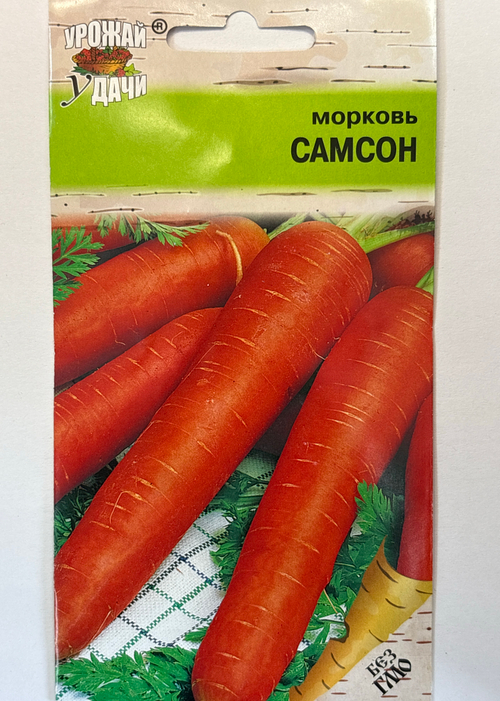 УРОЖАЙ ®
УДАЧИ
морковь
САМСОН
БЕЗ
ГМО